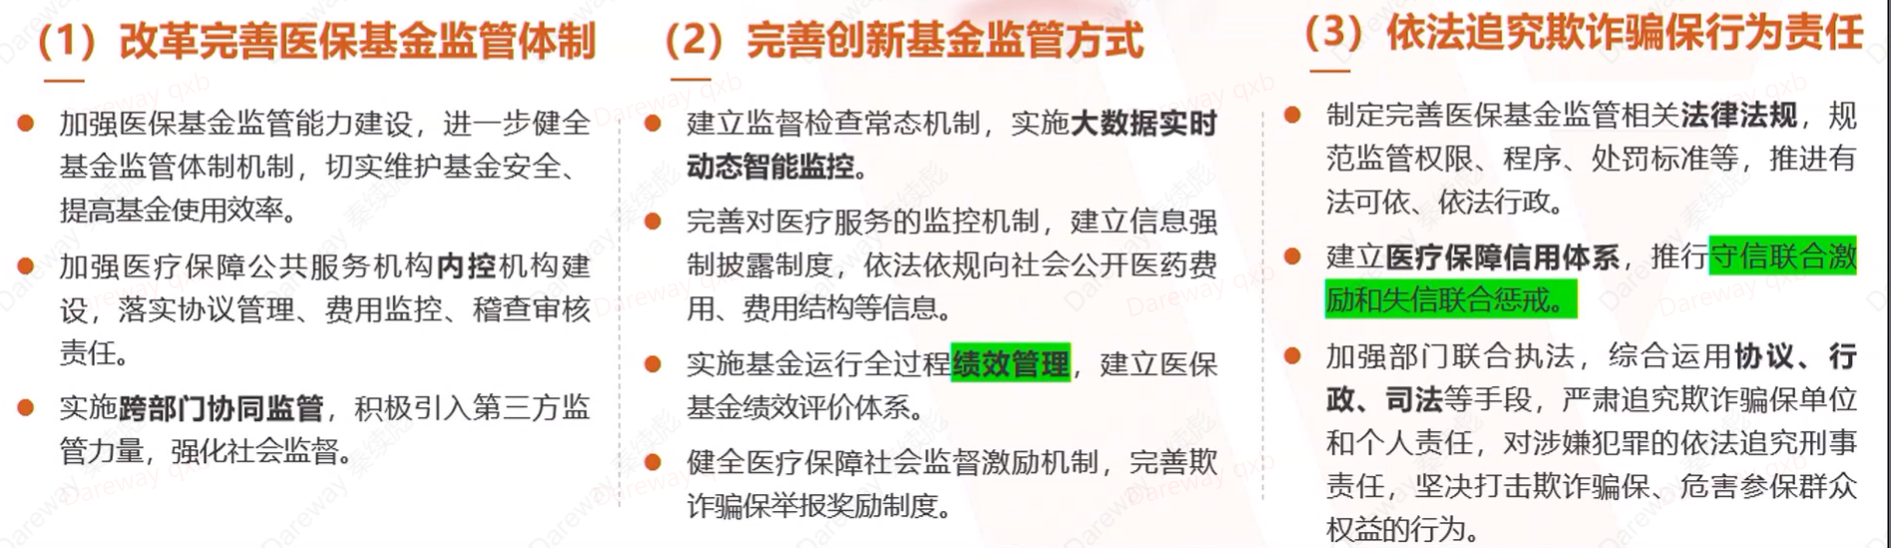 （1）改革完善医保基金监管体制
加强医保基金监管能力建设，进一步健全
基金监管体制机制，切实维护基金安全、
提高基金使用效率。
加强医疗保障公共服务机构内控机构建
设，落实协议管理、费用监控、稽查审核
责任。
实施跨部门协同监管，积极引入第三方监
管力量，强化社会监督。
（2）完善创新基金监管方式
建立监督检查常态机制，实施大数据实时
动态智能监控。
完善对医疗服务的监控机制，建立信息强
制披露制度，依法依规向社会公开医药费
用、费用结构等信息。
实施基金运行全过程绩效管理，建立医保
基金绩效评价体系。
健全医疗保障社会监督激励机制，完善欺
诈骗保举报奖励制度。
（3）依法追究欺诈骗保行为责任
制定完善医保基金监管相关法律法规，规
范监管权限、程序、处罚标准等，推进有
法可依、依法行政。
建立医疗保障信用体系，推行守信联合激
励和失信联合惩戒。
加强部门联合执法，综合运用协议、行
政、司法等手段，严肃追究欺诈骗保单位
和个人责任，对涉嫌犯罪的依法追究刑事
责任，坚决打击欺诈骗保、危害参保群众
权益的行为。
Dareway qxb
Dareway 秦续彪